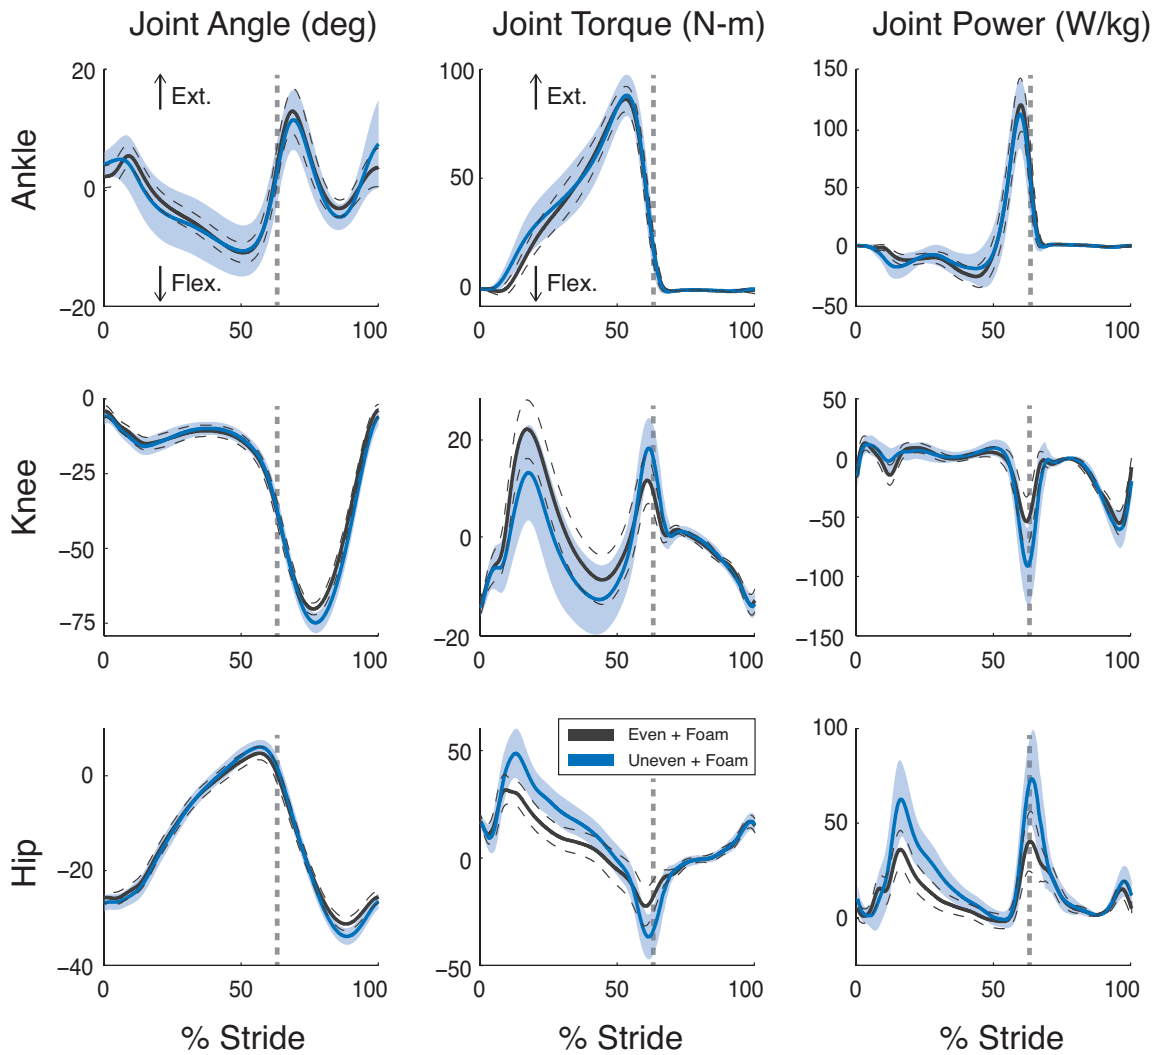 Joint Angle (deg) Joint Torque (N-m) Joint Power (W/kg)
Ankle
20
0
−20
Ext.
Flex.
0 50 100
100
50
0
Ext.
Flex.
0 50 100
150
100
50
0
−50
0 50 100
Knee
0
−25
−50
−75
0 50 100
20
0
−20
0 50 100
50
0
−50
−100
−150
0 50 100
Hip
0
−20
−40
0 50 100
50
0
−50
Even + Foam
Uneven + Foam
0 50 100
100
50
0
0 50 100
% Stride % Stride % Stride